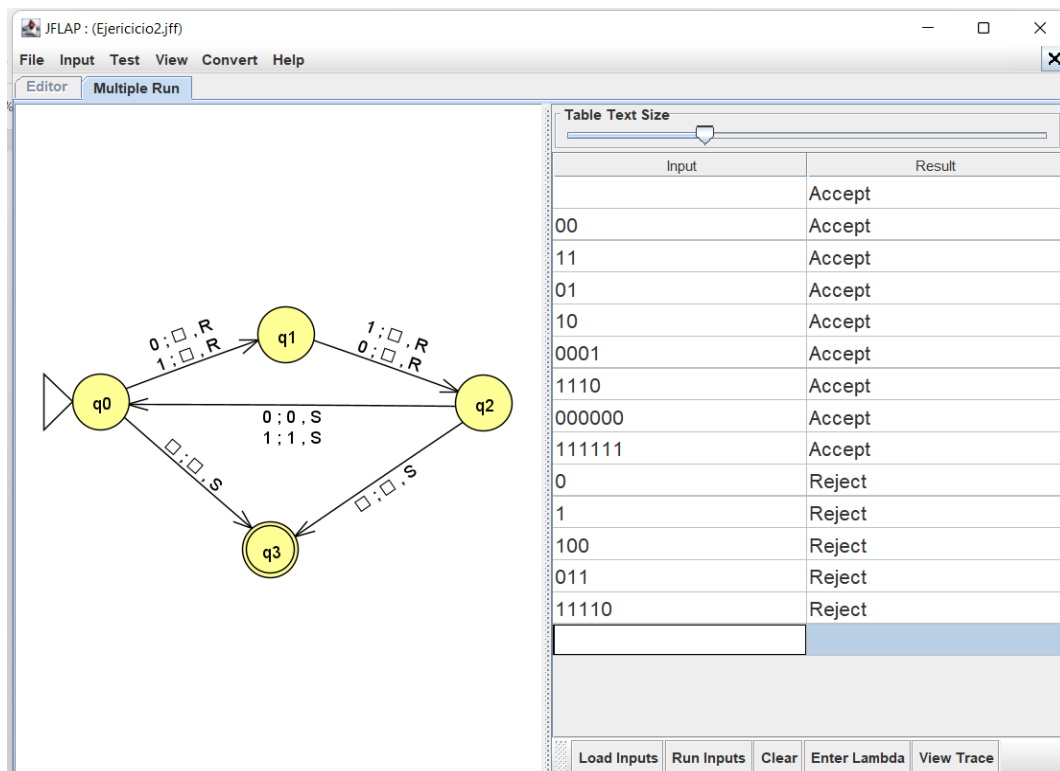 JFLAP : (Ejericicio2.jff)
File Input Test View Convert Help
Editor Multiple Run
Table Text Size
Input Result
Accept
00 Accept
11 Accept
01 Accept
10 Accept
0001 Accept
1110 Accept
000000 Accept
111111 Accept
0 Reject
1 Reject
100 Reject
011 Reject
11110 Reject
0 ; □ , R
1 ; □ , R
q1
1 ; □ , R
0 ; □ , R
q0
q2
0 ; 0 , S
1 ; 1 , S
□ ; □ , S
□ ; □ , S
q3
Load Inputs Run Inputs Clear Enter Lambda View Trace